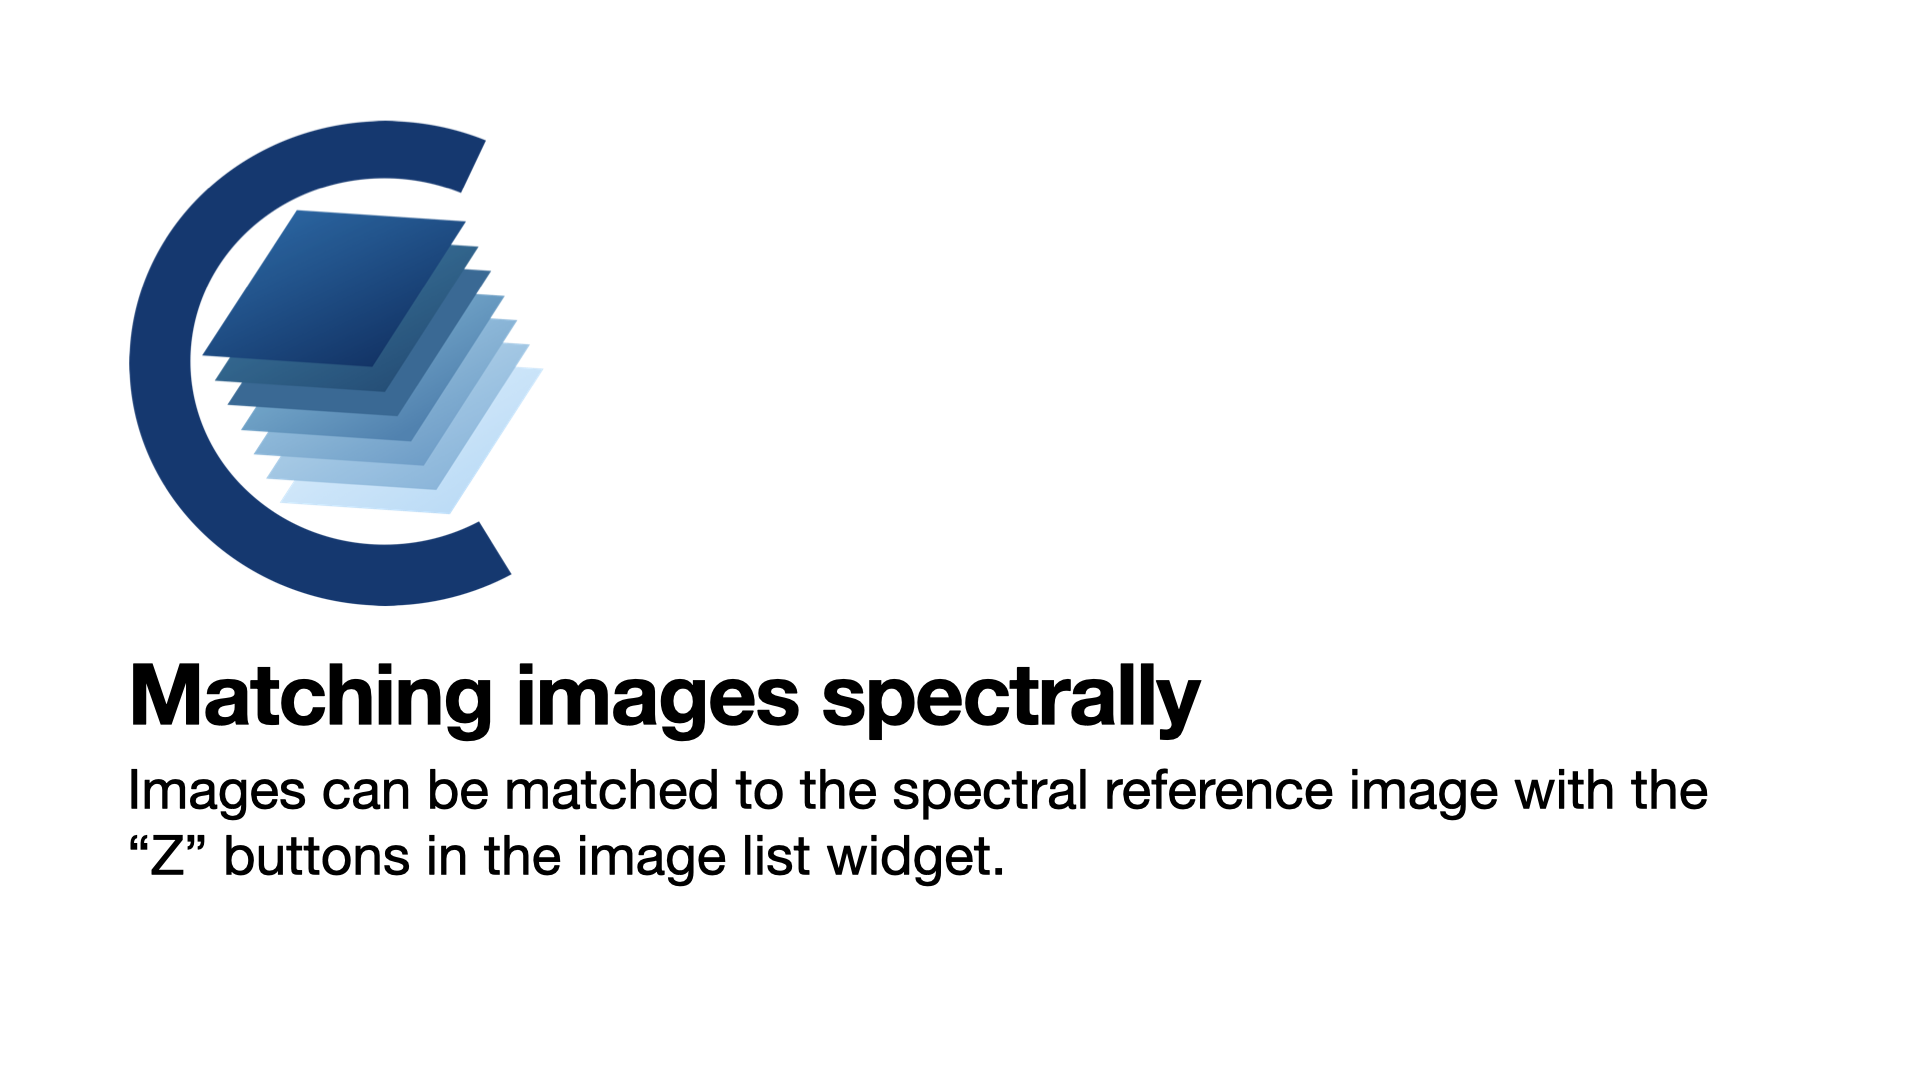 Matching images spectrally
Images can be matched to the spectral reference image with the
“Z” buttons in the image list widget.